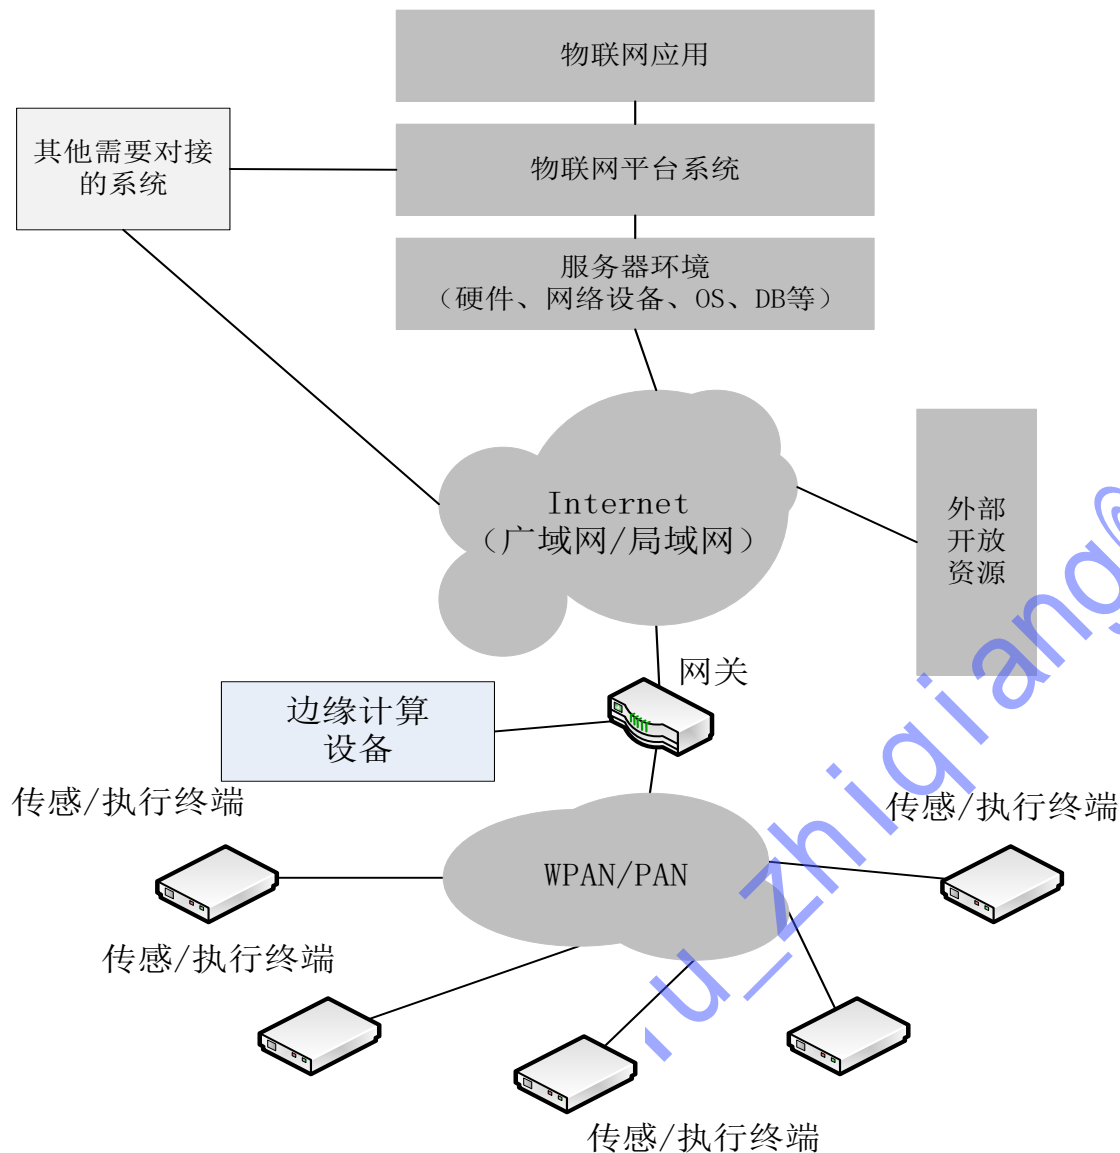 物联网应用
其他需要对接
的系统
物联网平台系统
服务器环境
（硬件、网络设备、OS、DB等）
Internet
（广域网/局域网）
外部
开放
资源
网关
边缘计算
设备
传感/执行终端
传感/执行终端
WPAN/PAN
传感/执行终端
传感/执行终端
u_zhiqiang@